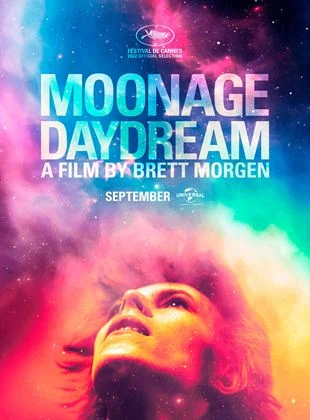 FESTIVAL DE CANNES
2022 OFFICIAL SELECTION
MOONAGE
DAYDREAM
A FILM BY BRETT MORGEN
SEPTEMBER UNIVERSAL